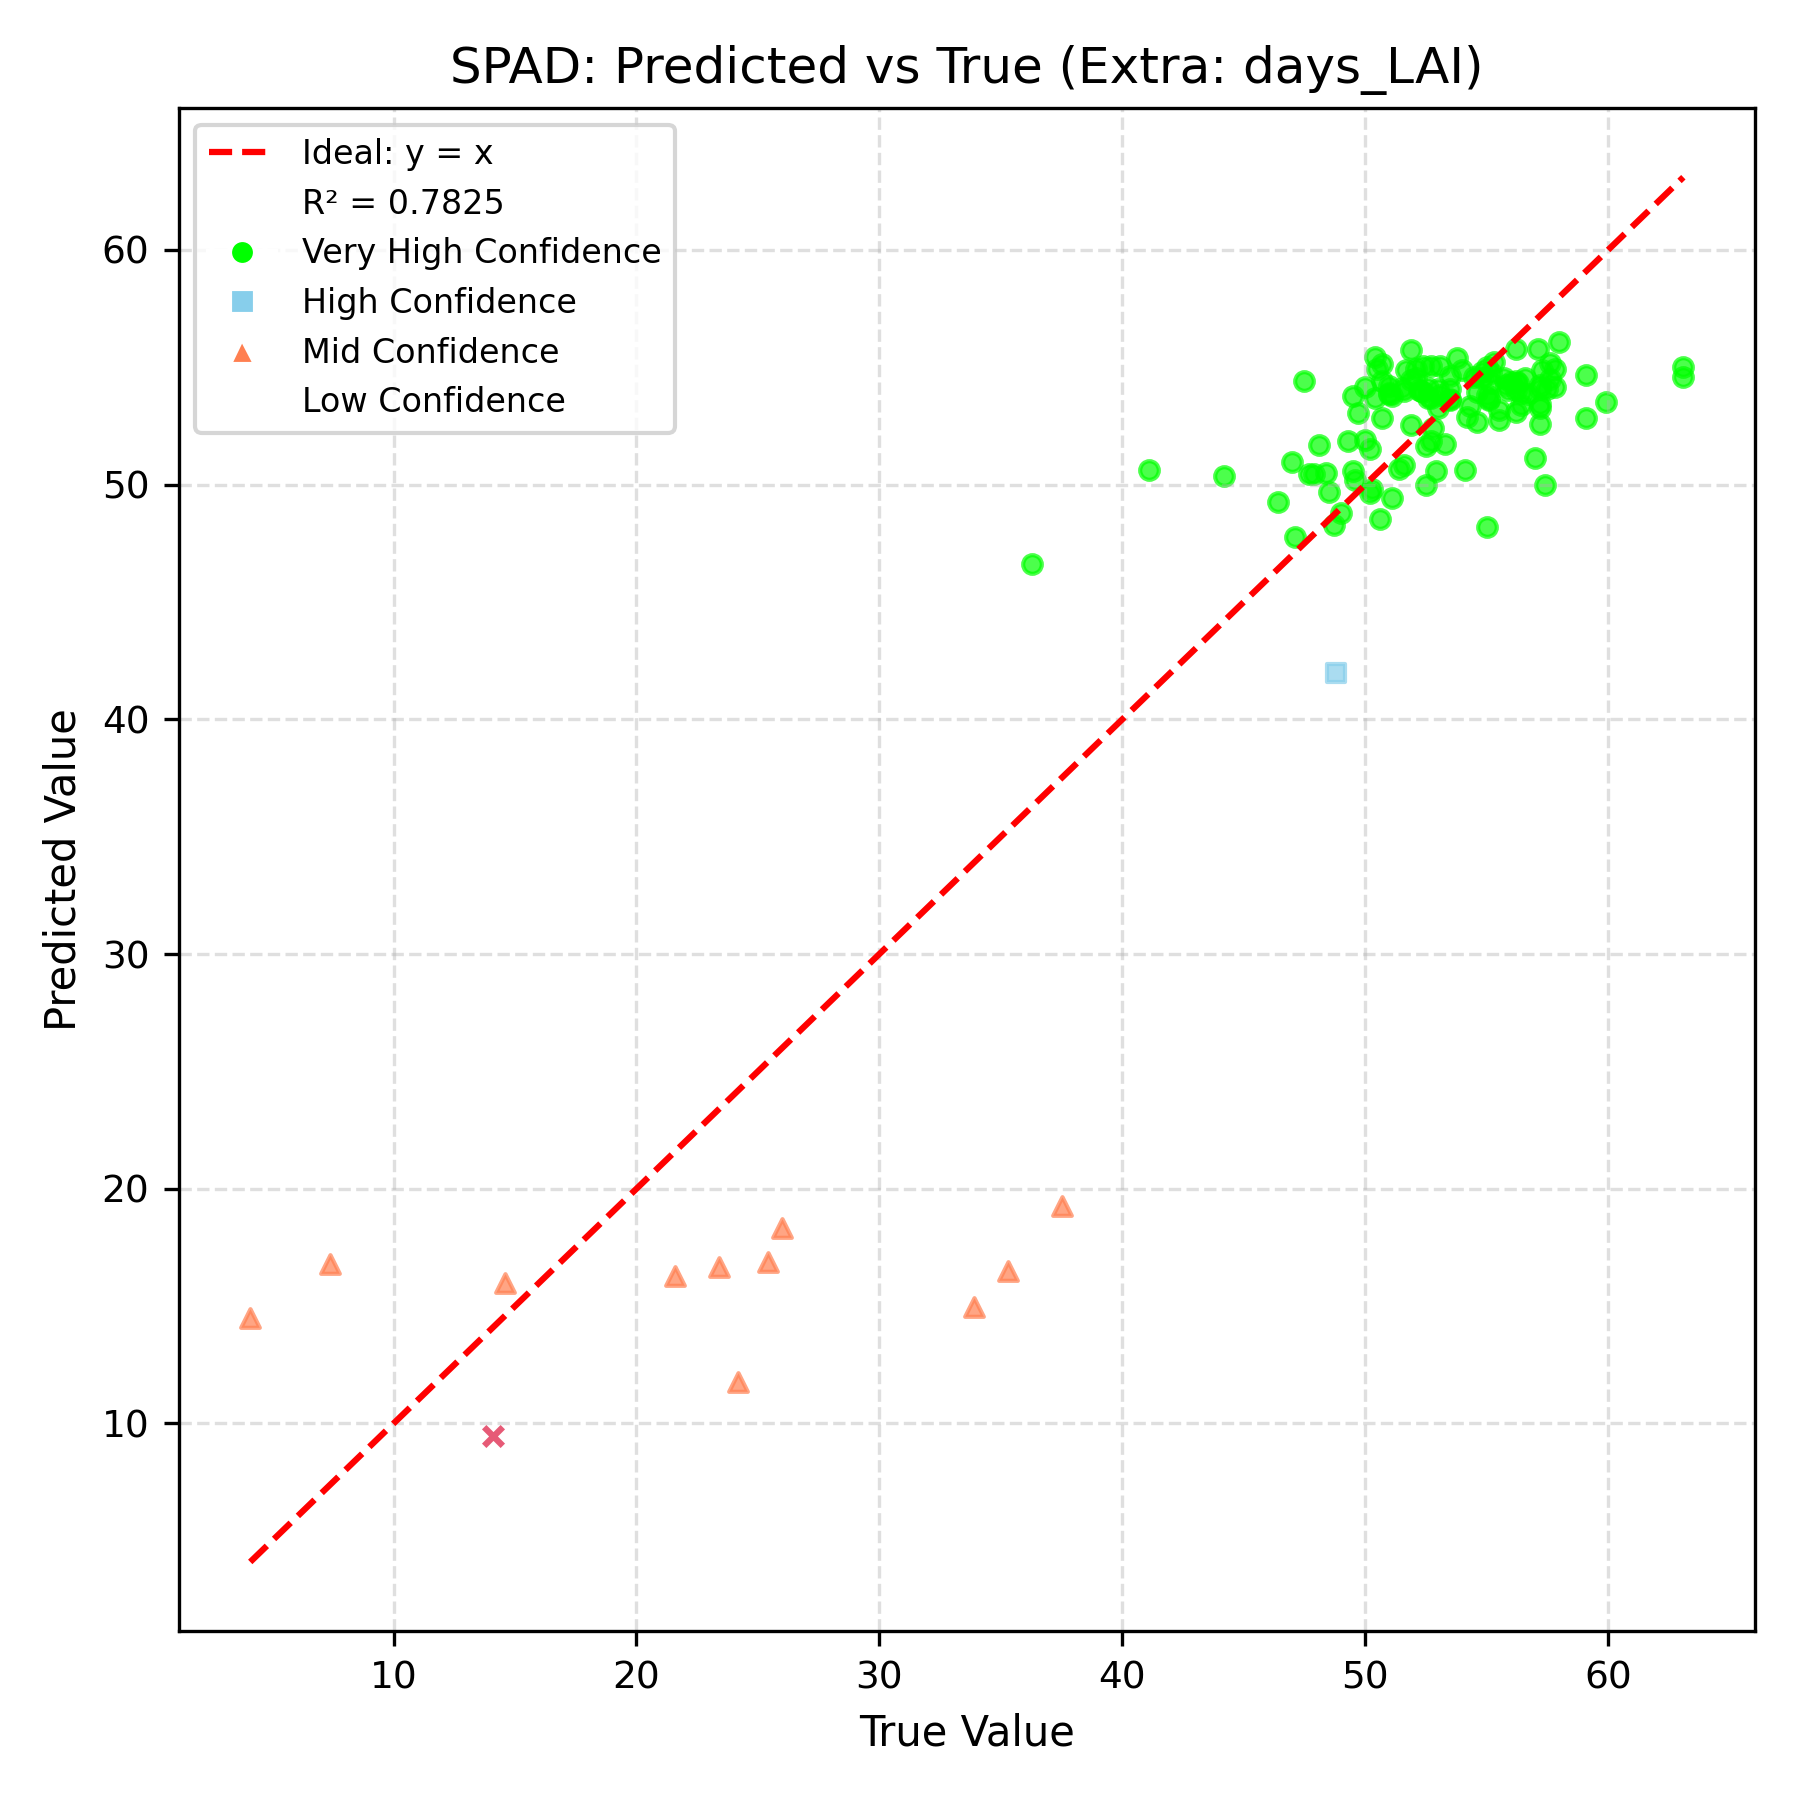 SPAD: Predicted vs True (Extra: days_LAI)
Ideal: y = x
R² = 0.7825
Very High Confidence
High Confidence
Mid Confidence
Low Confidence
60
50
40
30
20
10
Predicted Value
10 20 30 40 50 60
True Value